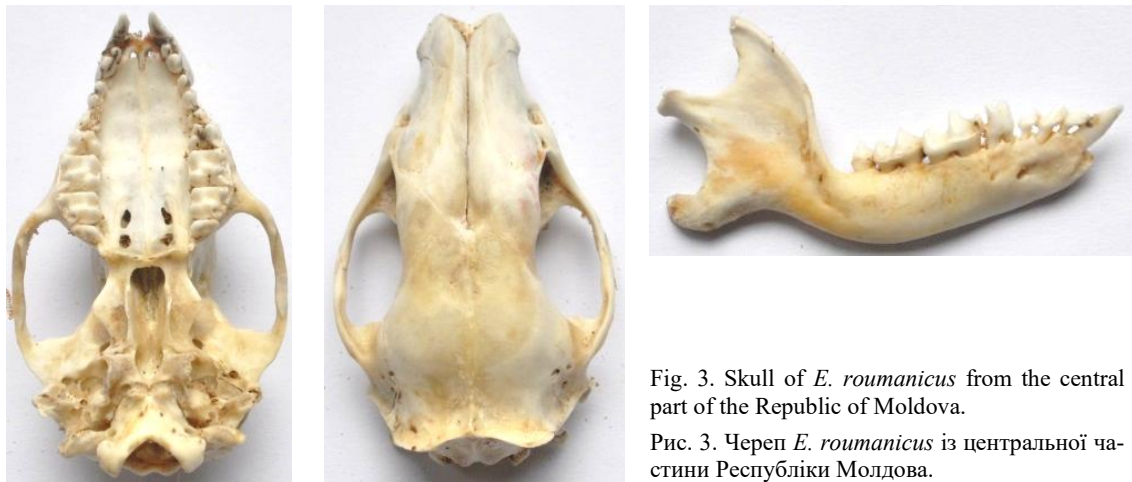 Fig. 3. Skull of E. roumanicus from the central
part of the Republic of Moldova.
Рис. 3. Череп E. roumanicus із центральної ча-
стини Республіки Молдова.